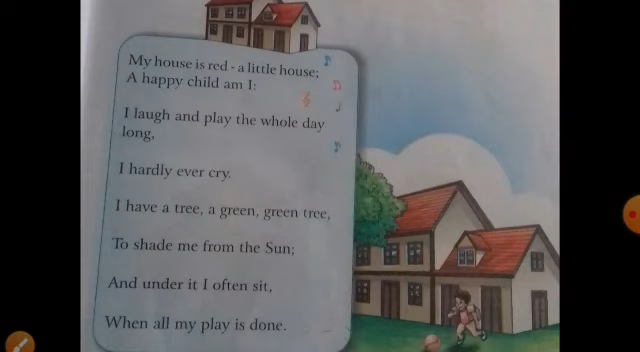 My house is red - a little house;
A happy child am I:
I laugh and play the whole day
long,
I hardly ever cry.
I have a tree, a green, green tree,
To shade me from the Sun;
And under it I often sit,
When all my play is done.